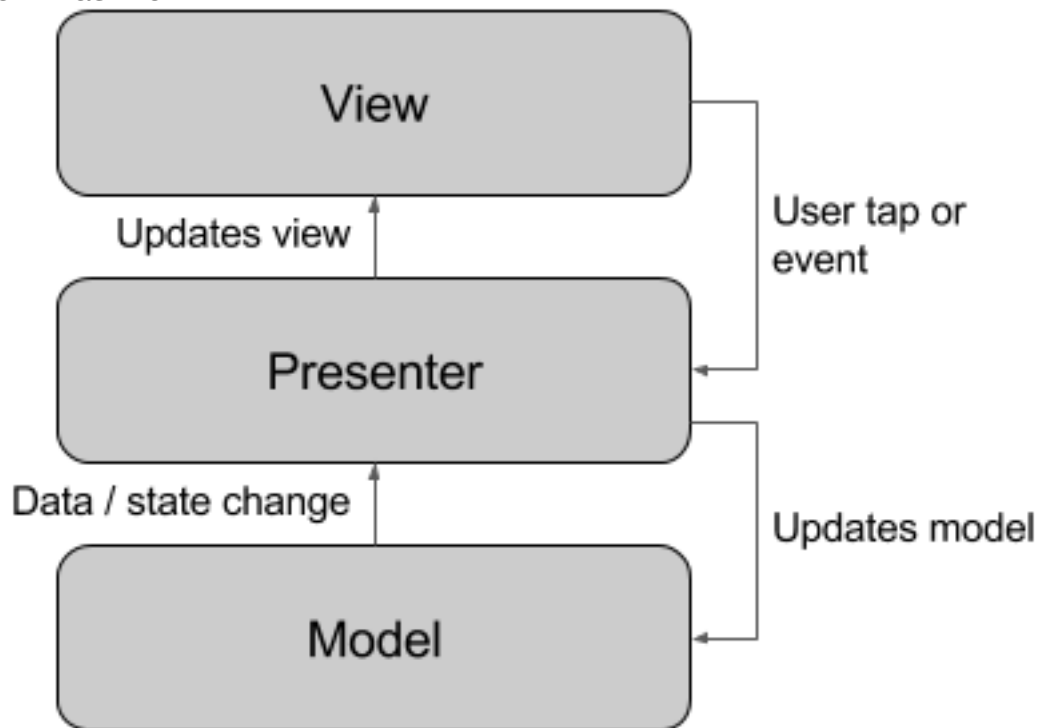 View
Updates view
User tap or
event
Presenter
Data / state change
Updates model
Model